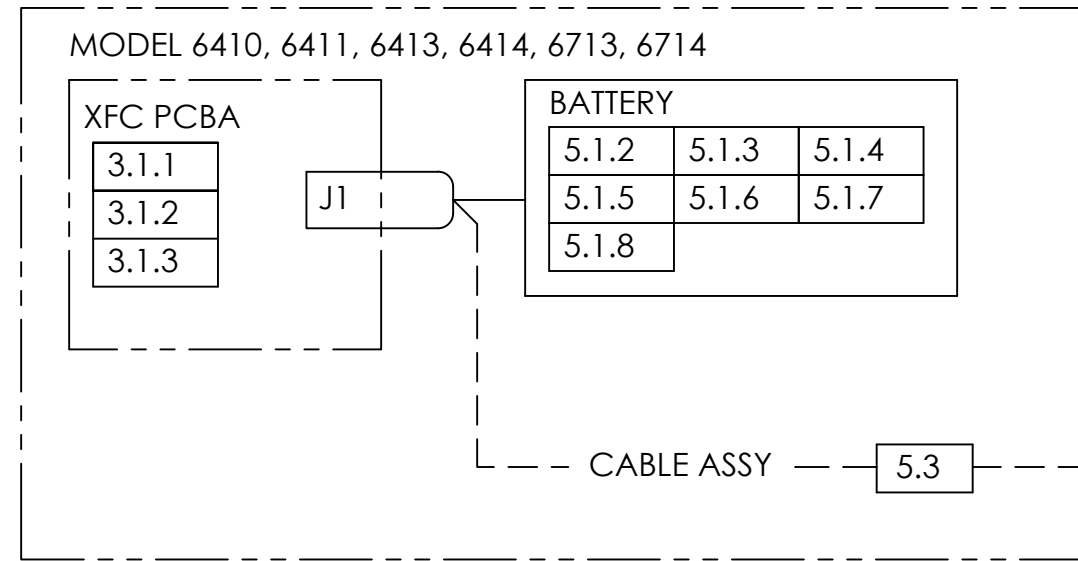 MODEL 6410, 6411, 6413, 6414, 6713, 6714
XFC PCBA
3.1.1
3.1.2
3.1.3
J1
BATTERY
5.1.2 5.1.3 5.1.4
5.1.5 5.1.6 5.1.7
5.1.8
CABLE ASSY
5.3